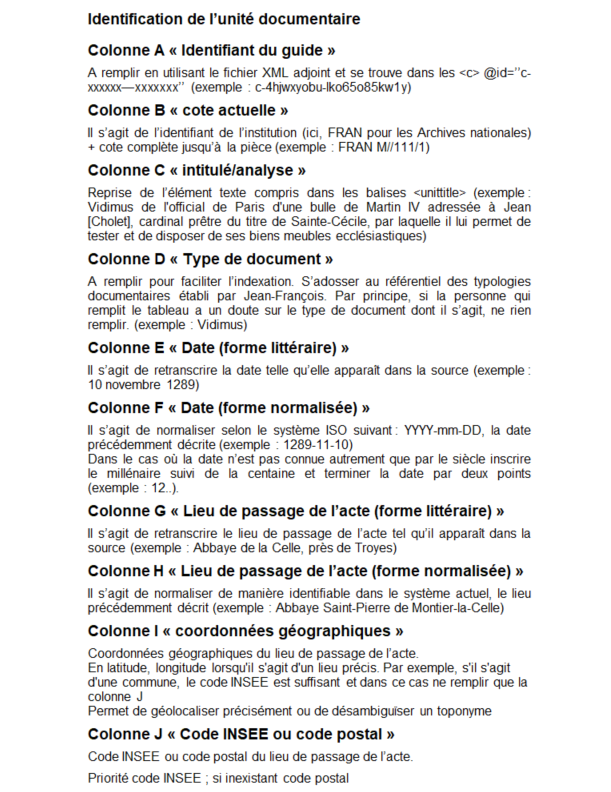 Identification de l’unité documentaire
Colonne A « Identifiant du guide »
A remplir en utilisant le fichier XML adjoint et se trouve dans les <c> @id=’’c-
xxxxxx—xxxxxxx’’ (exemple : c-4hjwxyobu-lko65o85kw1y)
Colonne B « cote actuelle »
Il s’agit de l’identifiant de l’institution (ici, FRAN pour les Archives nationales)
+ cote complète jusqu’à la pièce (exemple : FRAN M//111/1)
Colonne C « intitulé/analyse »
Reprise de l’élément texte compris dans les balises <unittitle> (exemple :
Vidimus de l'official de Paris d'une bulle de Martin IV adressée à Jean
[Cholet], cardinal prêtre du titre de Sainte-Cécile, par laquelle il lui permet de
tester et de disposer de ses biens meubles ecclésiastiques)
Colonne D « Type de document »
A remplir pour faciliter l’indexation. S’adosser au référentiel des typologies
documentaires établi par Jean-François. Par principe, si la personne qui
remplit le tableau a un doute sur le type de document dont il s’agit, ne rien
remplir. (exemple : Vidimus)
Colonne E « Date (forme littéraire) »
Il s’agit de retranscrire la date telle qu’elle apparaît dans la source (exemple :
10 novembre 1289)
Colonne F « Date (forme normalisée) »
Il s’agit de normaliser selon le système ISO suivant : YYYY-mm-DD, la date
précédemment décrite (exemple : 1289-11-10)
Dans le cas où la date n’est pas connue autrement que par le siècle inscrire
le millénaire suivi de la centaine et terminer la date par deux points
(exemple : 12..).
Colonne G « Lieu de passage de l’acte (forme littéraire) »
Il s’agit de retranscrire le lieu de passage de l’acte tel qu’il apparaît dans la
source (exemple : Abbaye de la Celle, près de Troyes)
Colonne H « Lieu de passage de l’acte (forme normalisée) »
Il s’agit de normaliser de manière identifiable dans le système actuel, le lieu
précédemment décrit (exemple : Abbaye Saint-Pierre de Montier-la-Celle)
Colonne I « coordonnées géographiques »
Coordonnées géographiques du lieu de passage de l’acte.
En latitude, longitude lorsqu'il s'agit d'un lieu précis. Par exemple, s'il s'agit
d'une commune, le code INSEE est suffisant et dans ce cas ne remplir que la
colonne J
Permet de géolocaliser précisément ou de désambiguïser un toponyme
Colonne J « Code INSEE ou code postal »
Code INSEE ou code postal du lieu de passage de l’acte.
Priorité code INSEE ; si inexistant code postal